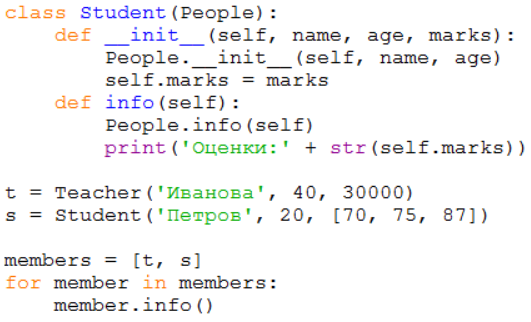 class Student(People):
    def __init__(self, name, age, marks):
        People.__init__(self, name, age)
        self.marks = marks
    def info(self):
        People.info(self)
        print('Оценки:' + str(self.marks))

t = Teacher('Иванова', 40, 30000)
s = Student('Петров', 20, [70, 75, 87])

members = [t, s]
for member in members:
    member.info()